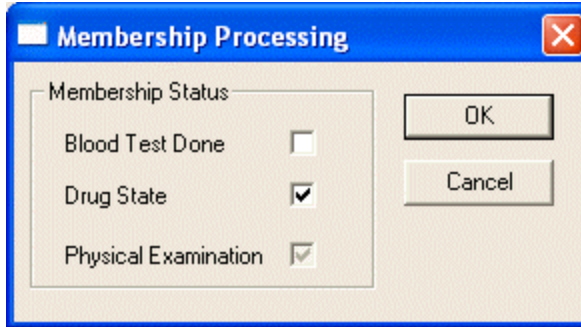 Membership Processing
Membership Status
Blood Test Done
Drug State
Physical Examination
OK
Cancel